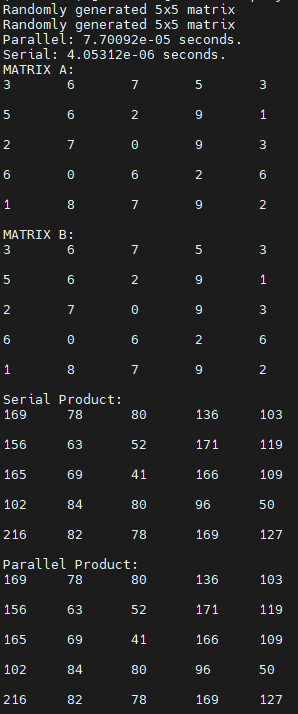 Randomly generated 5x5 matrix
Randomly generated 5x5 matrix
Parallel: 7.70092e-05 seconds.
Serial: 4.05312e-06 seconds.
MATRIX A:
3 6 7 5 3
5 6 2 9 1
2 7 0 9 3
6 0 6 2 6
1 8 7 9 2
MATRIX B:
3 6 7 5 3
5 6 2 9 1
2 7 0 9 3
6 0 6 2 6
1 8 7 9 2
Serial Product:
169 78 80 136 103
156 63 52 171 119
165 69 41 166 109
102 84 80 96 50
216 82 78 169 127
Parallel Product:
169 78 80 136 103
156 63 52 171 119
165 69 41 166 109
102 84 80 96 50
216 82 78 169 127